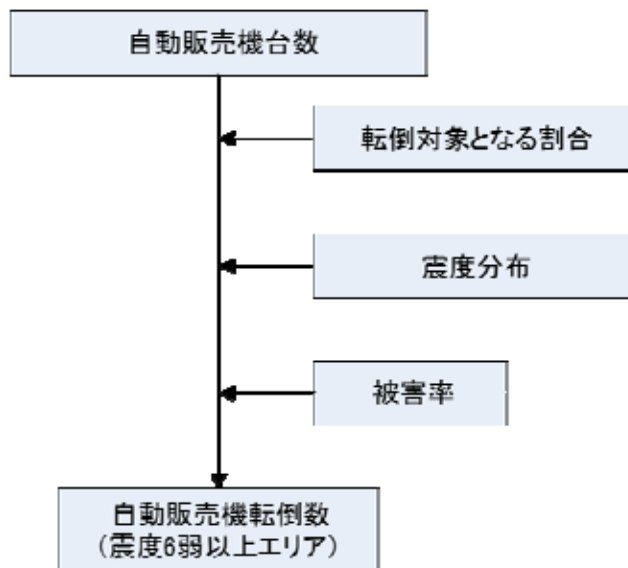 自動販売機台数
転倒対象となる割合
震度分布
被害率
自動販売機転倒数
（震度6弱以上エリア）